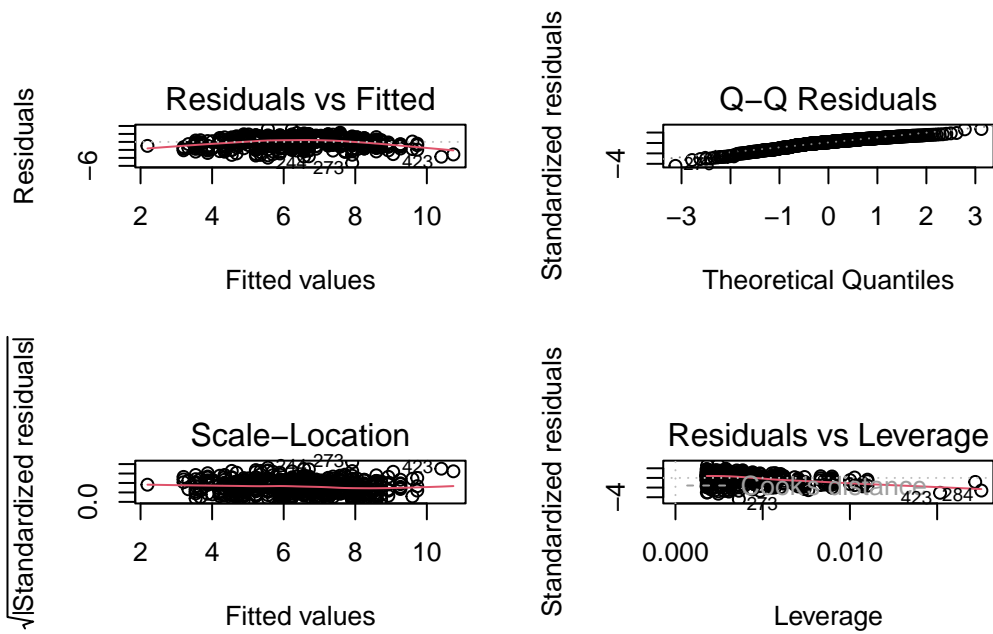 Residuals vs Fitted
Residuals
−6
244
273
423
2 4 6 8 10
Fitted values
Q−Q Residuals
Standardized residuals
−4
−3 −1 0 1 2 3
Theoretical Quantiles
Scale−Location
√|Standardized residuals|
0.0
244
273
423
2 4 6 8 10
Fitted values
Residuals vs Leverage
Standardized residuals
−4
Cook's distance
273
423
284
0.000 0.010
Leverage